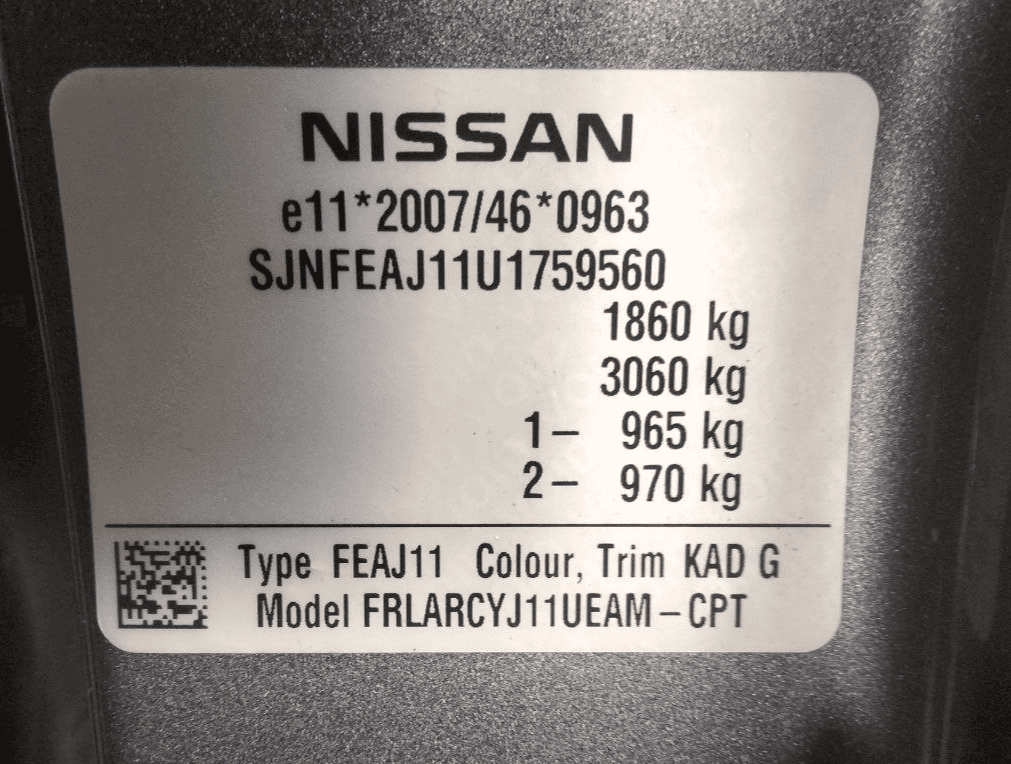 NISSAN
e11*2007/46*0963
SJNFEAJ11U1759560
1860 kg
3060 kg
1– 965 kg
2– 970 kg
Type FEAJ11 Colour, Trim KAD G
Model FRLARCYJ11UEAM–CPT